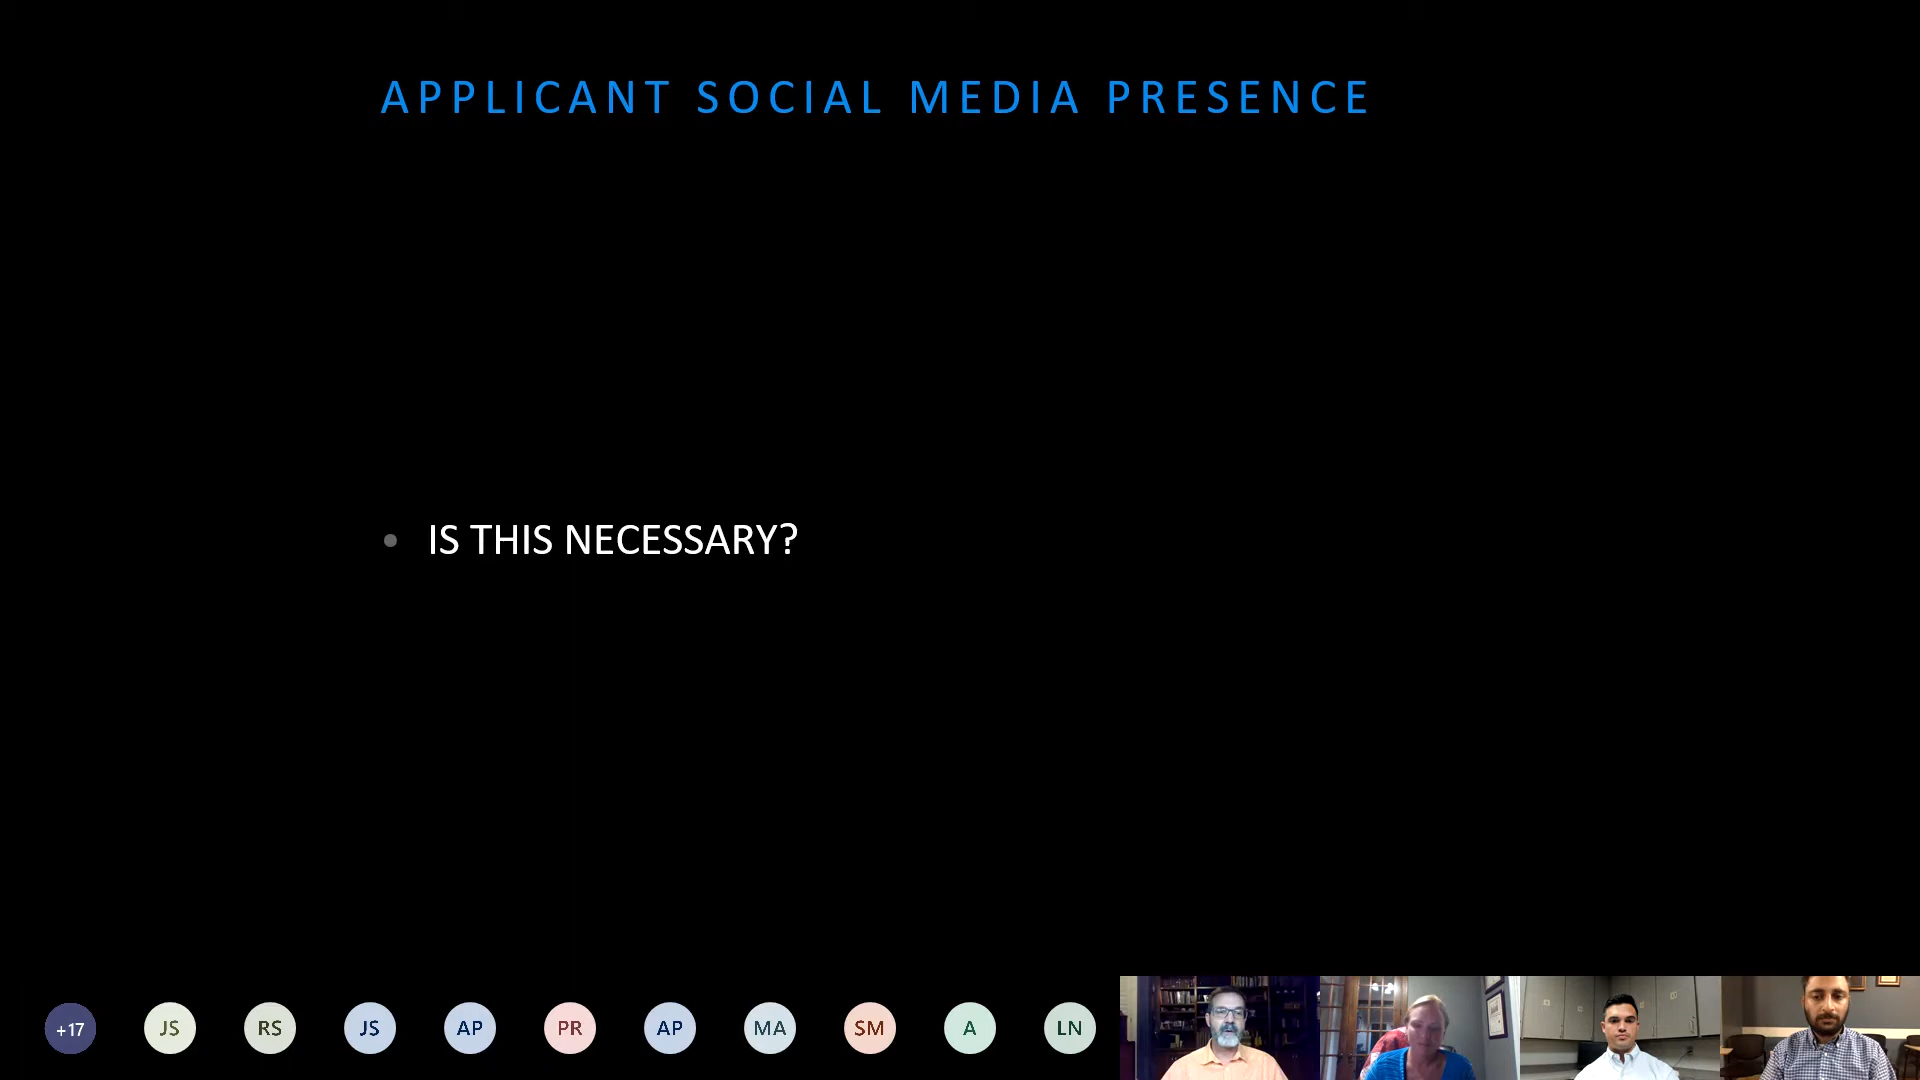 APPLICANT SOCIAL MEDIA PRESENCE
• IS THIS NECESSARY?
+17 JS RS JS AP PR AP MA SM A LN